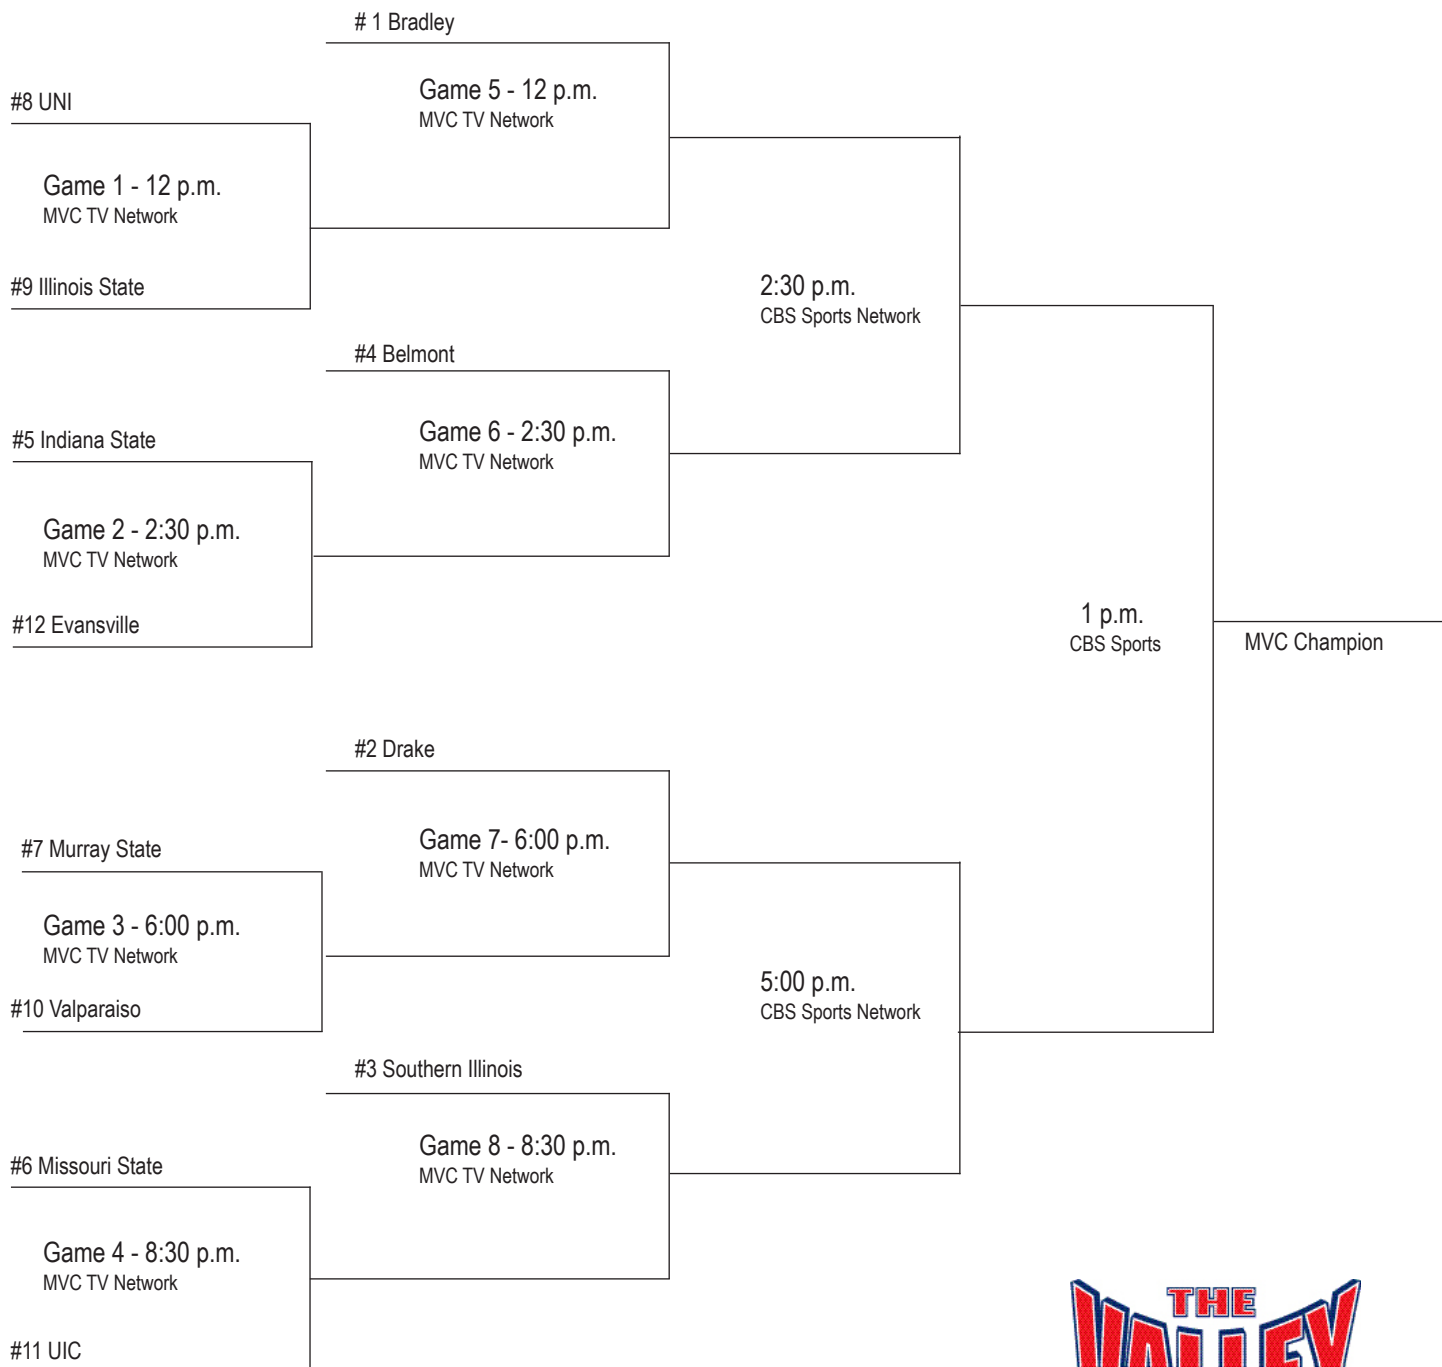 # 1 Bradley
Game 5 - 12 p.m.
MVC TV Network
#8 UNI
Game 1 - 12 p.m.
MVC TV Network
#9 Illinois State
2:30 p.m.
CBS Sports Network
#4 Belmont
Game 6 - 2:30 p.m.
MVC TV Network
#5 Indiana State
Game 2 - 2:30 p.m.
MVC TV Network
#12 Evansville
1 p.m.
CBS Sports
MVC Champion
#2 Drake
Game 7- 6:00 p.m.
MVC TV Network
#7 Murray State
Game 3 - 6:00 p.m.
MVC TV Network
#10 Valparaiso
5:00 p.m.
CBS Sports Network
#3 Southern Illinois
Game 8 - 8:30 p.m.
MVC TV Network
#6 Missouri State
Game 4 - 8:30 p.m.
MVC TV Network
#11 UIC
THE
VALLEY